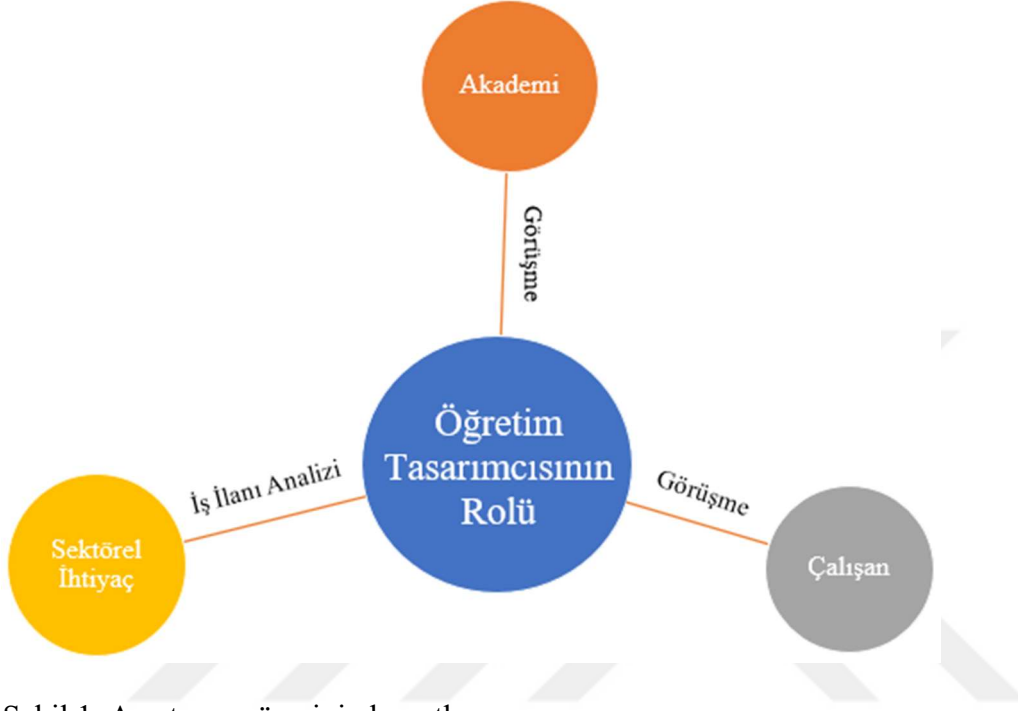 Akademi
Görüşme
Öğretim
Tasarımcısının
Rolü
İş İlanı Analizi
Görüşme
Sektörel
İhtiyaç
Çalışan